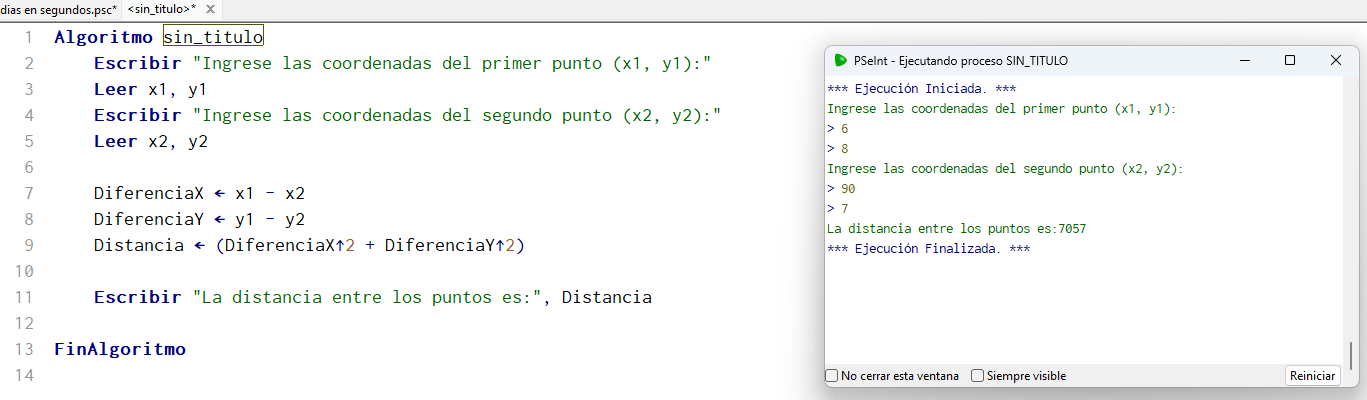 dias en segundos.psc* <sin_titulo>* X
1 Algoritmo sin_titulo
2 Escribir "Ingrese las coordenadas del primer punto (x1, y1):"
3 Leer x1, y1
4 Escribir "Ingrese las coordenadas del segundo punto (x2, y2):"
5 Leer x2, y2
6
7 DiferenciaX ← x1 - x2
8 DiferenciaY ← y1 - y2
9 Distancia ← (DiferenciaX↑2 + DiferenciaY↑2)
10
11 Escribir "La distancia entre los puntos es:", Distancia
12
13 FinAlgoritmo
14
PSeInt - Ejecutando proceso SIN_TITULO
*** Ejecución Iniciada. ***
Ingrese las coordenadas del primer punto (x1, y1):
> 6
> 8
Ingrese las coordenadas del segundo punto (x2, y2):
> 90
> 7
La distancia entre los puntos es:7057
*** Ejecución Finalizada. ***
No cerrar esta ventana Siempre visible Reiniciar